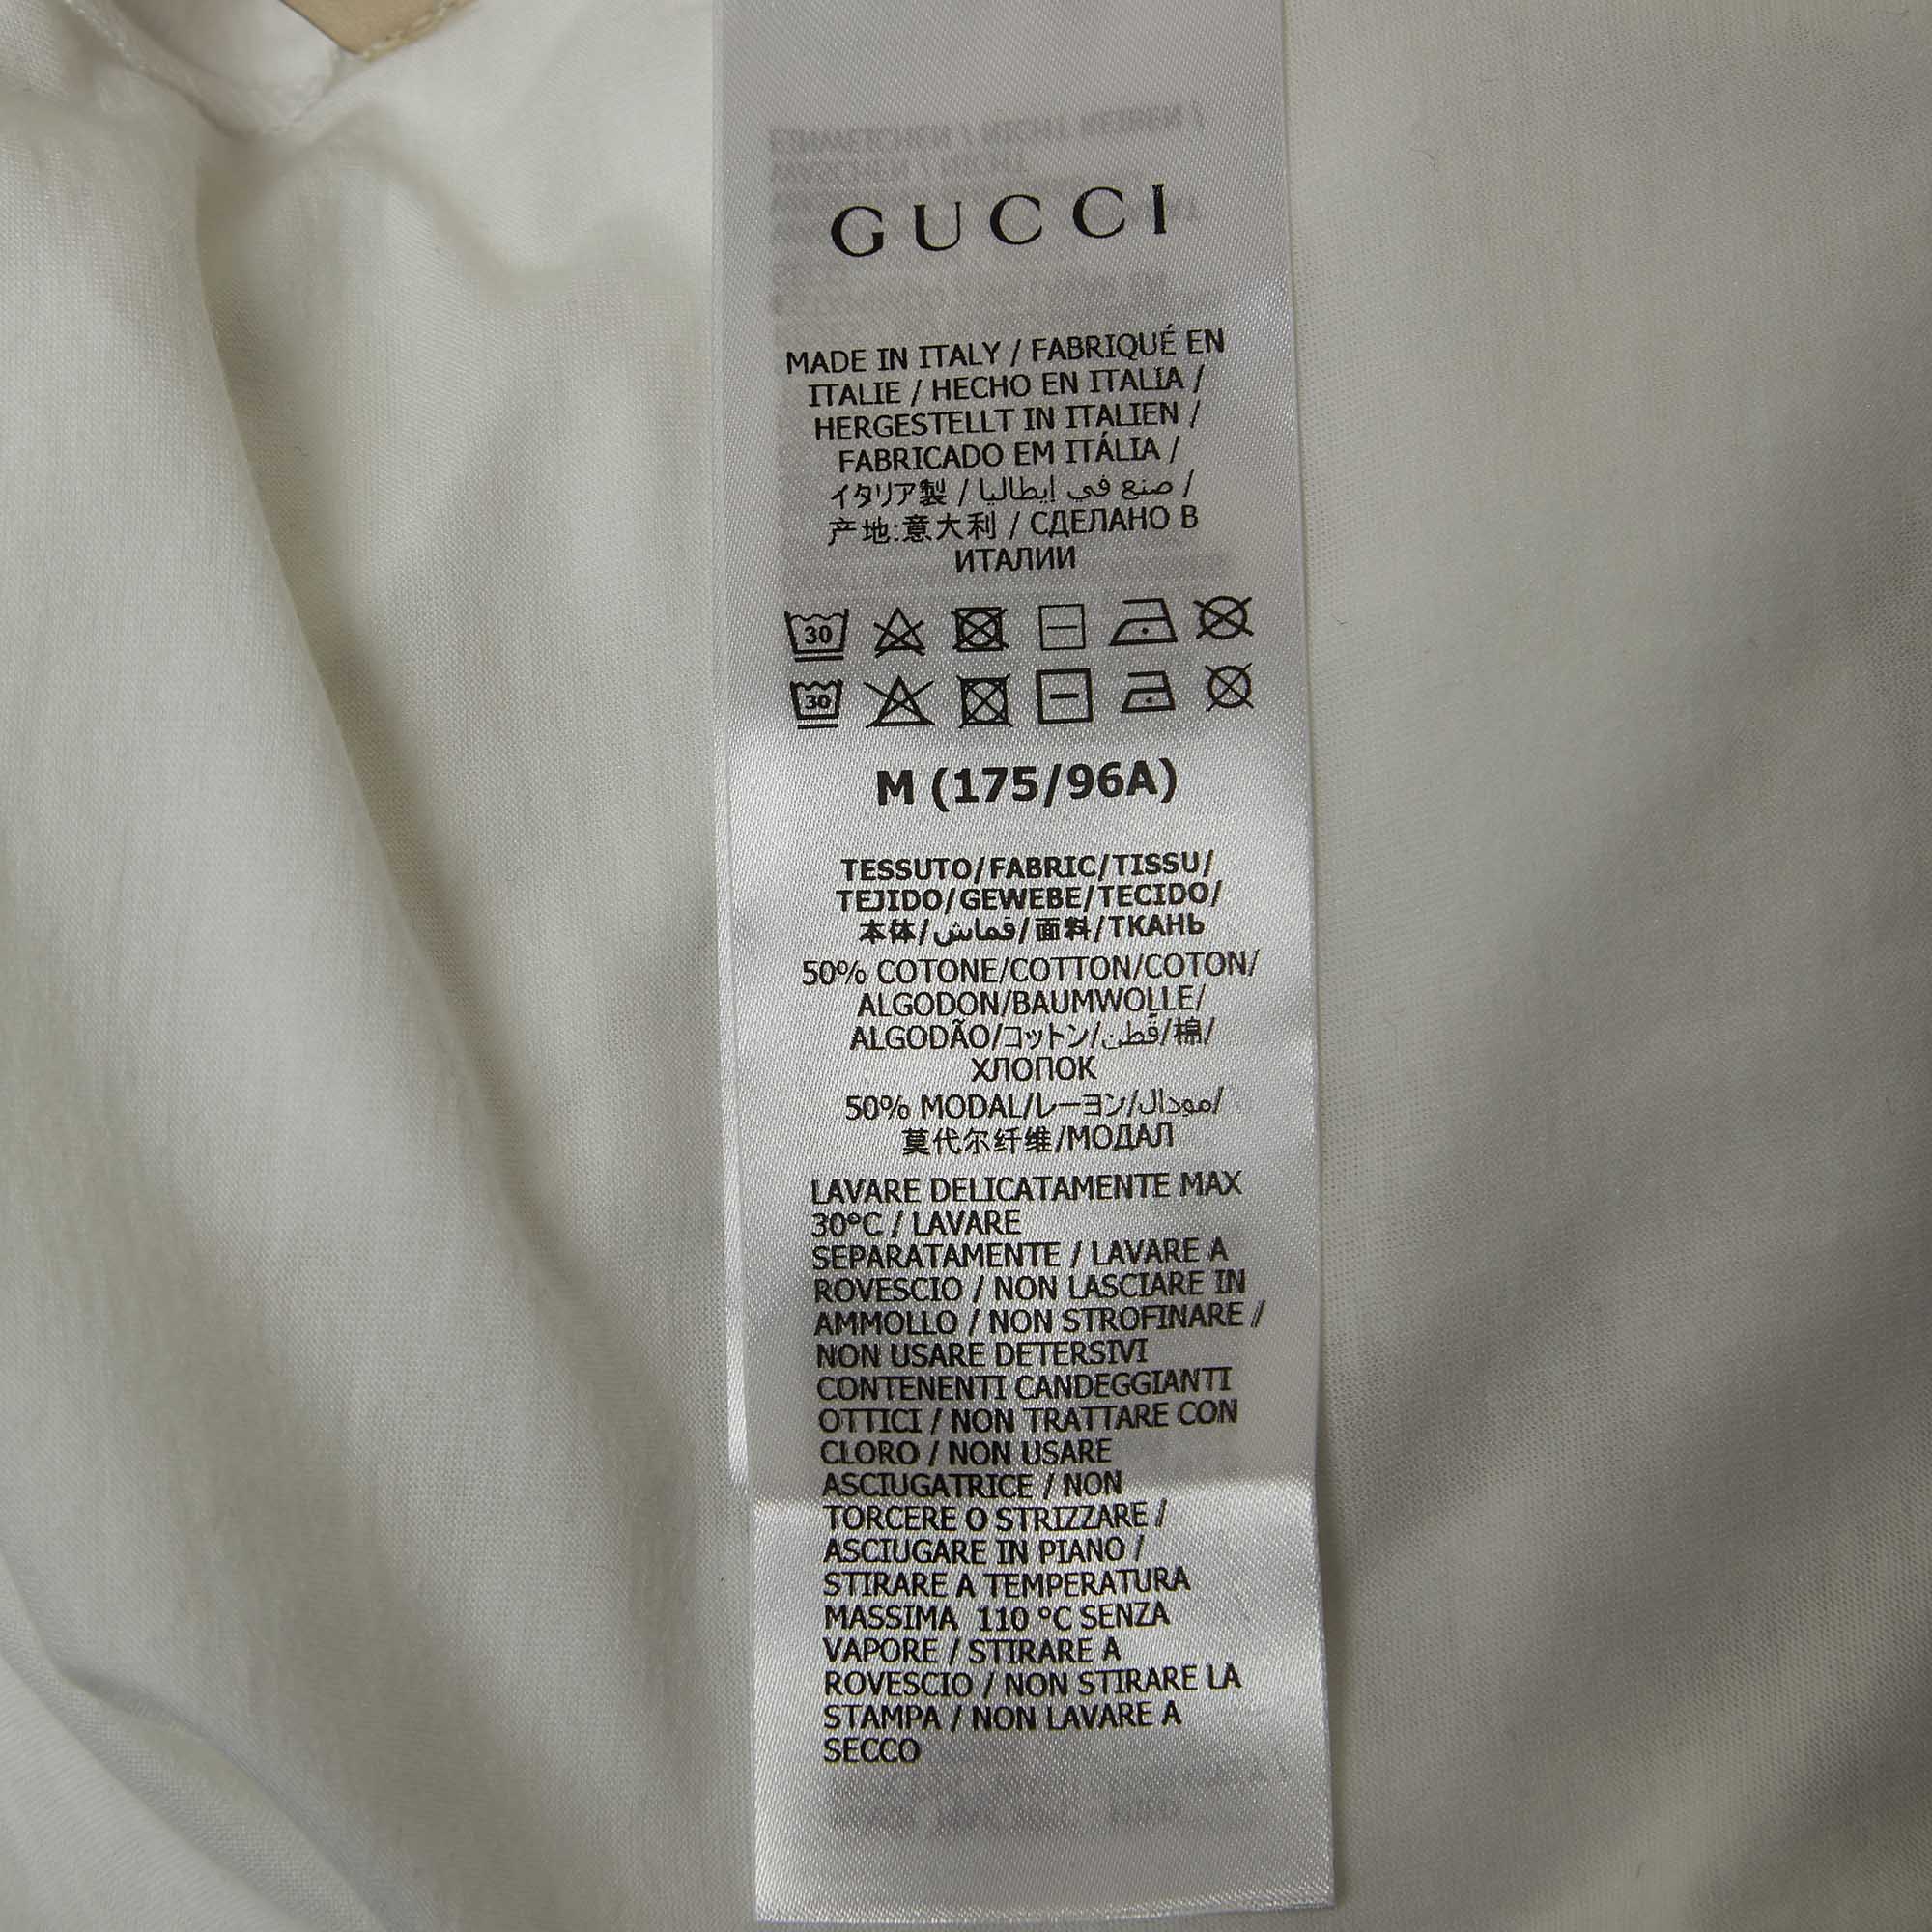 GUCCI
MADE IN ITALY / FABRIQUÉ EN
ITALIE / HECHO EN ITALIA /
HERGESTELLT IN ITALIEN /
FABRICADO EM ITÁLIA /
イタリア製 / صنع في إيطاليا /
产地:意大利 / СДЕЛАНО В
ИТАЛИИ
30
30
M (175/96A)
TESSUTO/FABRIC/TISSU/
TEJIDO/GEWEBE/TECIDO/
本体/قماش/面料/ТКАНЬ
50% COTONE/COTTON/COTON/
ALGODON/BAUMWOLLE/
ALGODÃO/コットン/قطن/棉/
ХЛОПОК
50% MODAL/レーヨン/مودال/
莫代尔纤维/МОДАЛ
LAVARE DELICATAMENTE MAX
30°C / LAVARE
SEPARATAMENTE / LAVARE A
ROVESCIO / NON LASCIARE IN
AMMOLLO / NON STROFINARE /
NON USARE DETERSIVI
CONTENENTI CANDEGGIANTI
OTTICI / NON TRATTARE CON
CLORO / NON USARE
ASCIUGATRICE / NON
TORCERE O STRIZZARE /
ASCIUGARE IN PIANO /
STIRARE A TEMPERATURA
MASSIMA 110 °C SENZA
VAPORE / STIRARE A
ROVESCIO / NON STIRARE LA
STAMPA / NON LAVARE A
SECCO